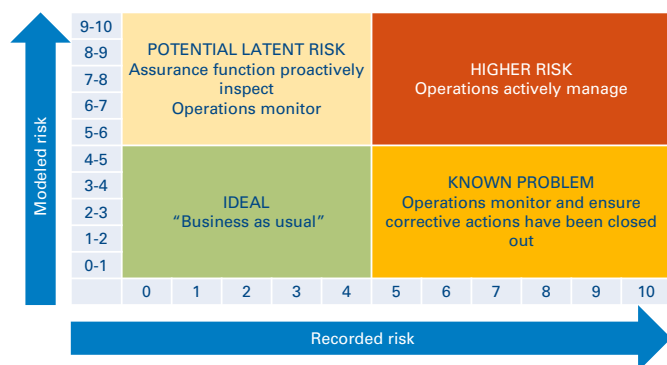 Modeled risk
9-10
8-9
7-8
6-7
5-6
4-5
3-4
2-3
1-2
0-1
POTENTIAL LATENT RISK
Assurance function proactively
inspect
Operations monitor
HIGHER RISK
Operations actively manage
IDEAL
“Business as usual”
KNOWN PROBLEM
Operations monitor and ensure
corrective actions have been closed
out
0 1 2 3 4 5 6 7 8 9 10
Recorded risk